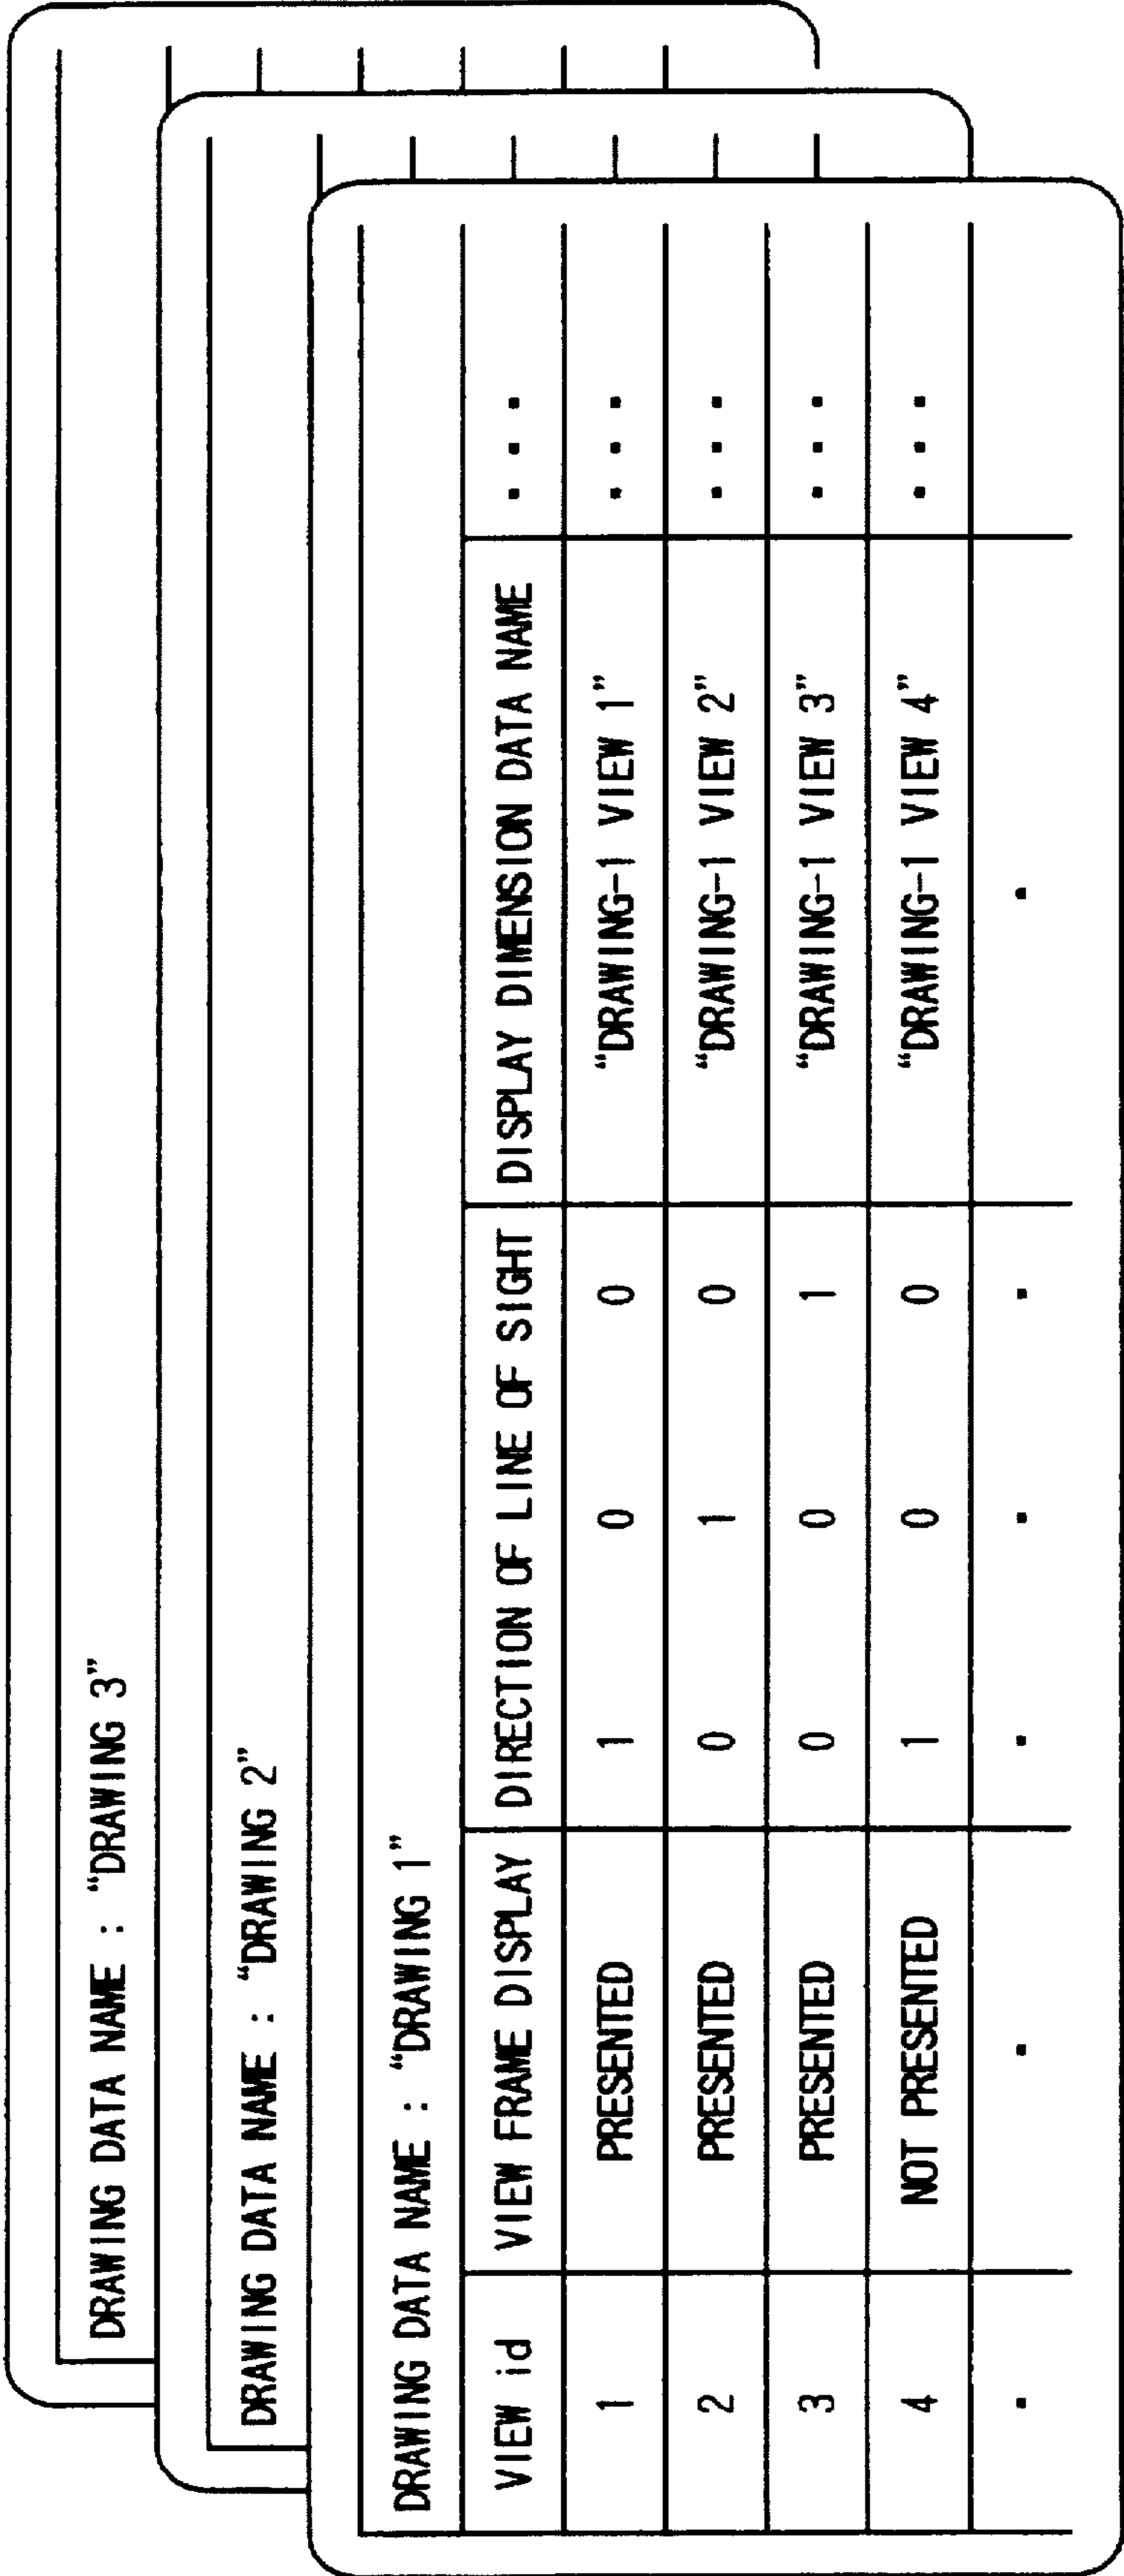 DRAWING DATA NAME : “DRAWING 3”
DRAWING DATA NAME : “DRAWING 2”
DRAWING DATA NAME : “DRAWING 1”
VIEW id VIEW FRAME DISPLAY DIRECTION OF LINE OF SIGHT DISPLAY DIMENSION DATA NAME . . .
1 PRESENTED 1 0 0 “DRAWING-1 VIEW 1” . . .
2 PRESENTED 0 1 0 “DRAWING-1 VIEW 2” . . .
3 PRESENTED 0 0 1 “DRAWING-1 VIEW 3” . . .
4 NOT PRESENTED 1 0 0 “DRAWING-1 VIEW 4” . . .
. . . . . .